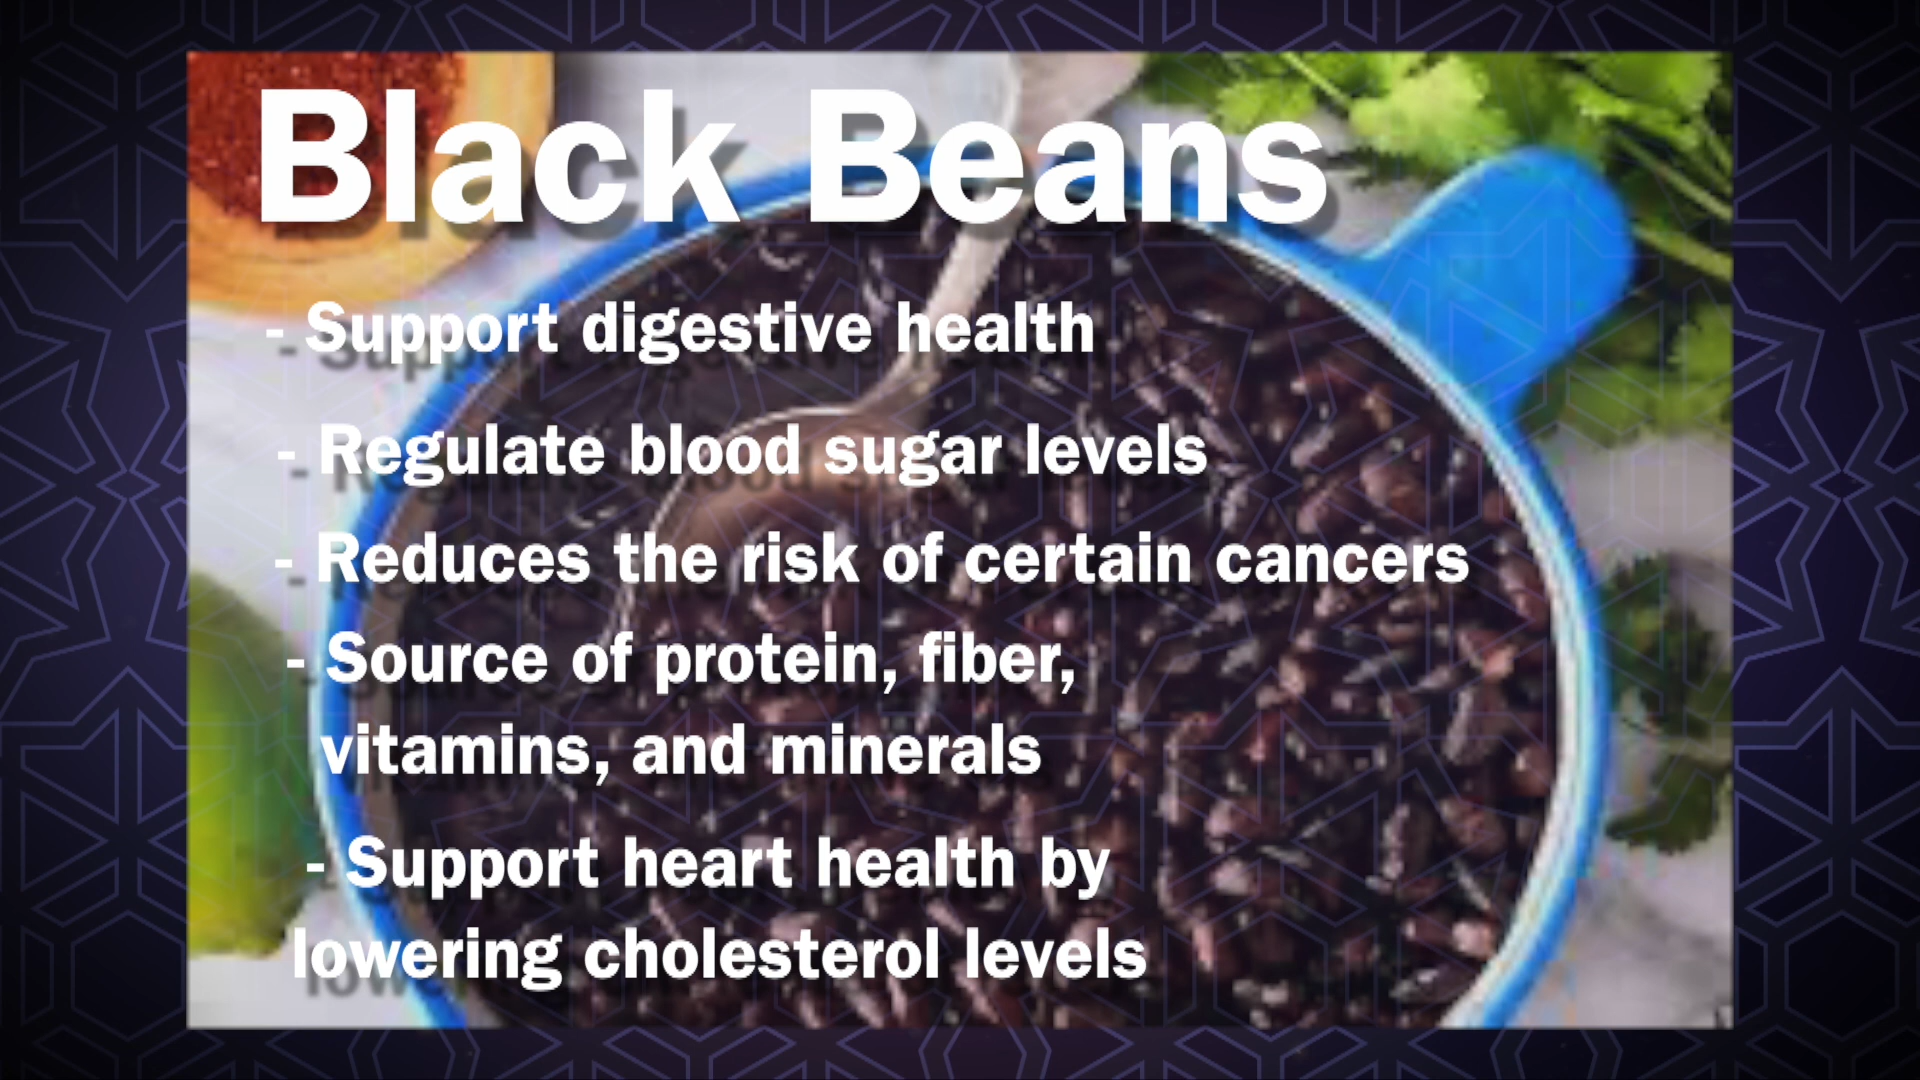 Black Beans
- Support digestive health
- Regulate blood sugar levels
- Reduces the risk of certain cancers
- Source of protein, fiber,
vitamins, and minerals
- Support heart health by
lowering cholesterol levels